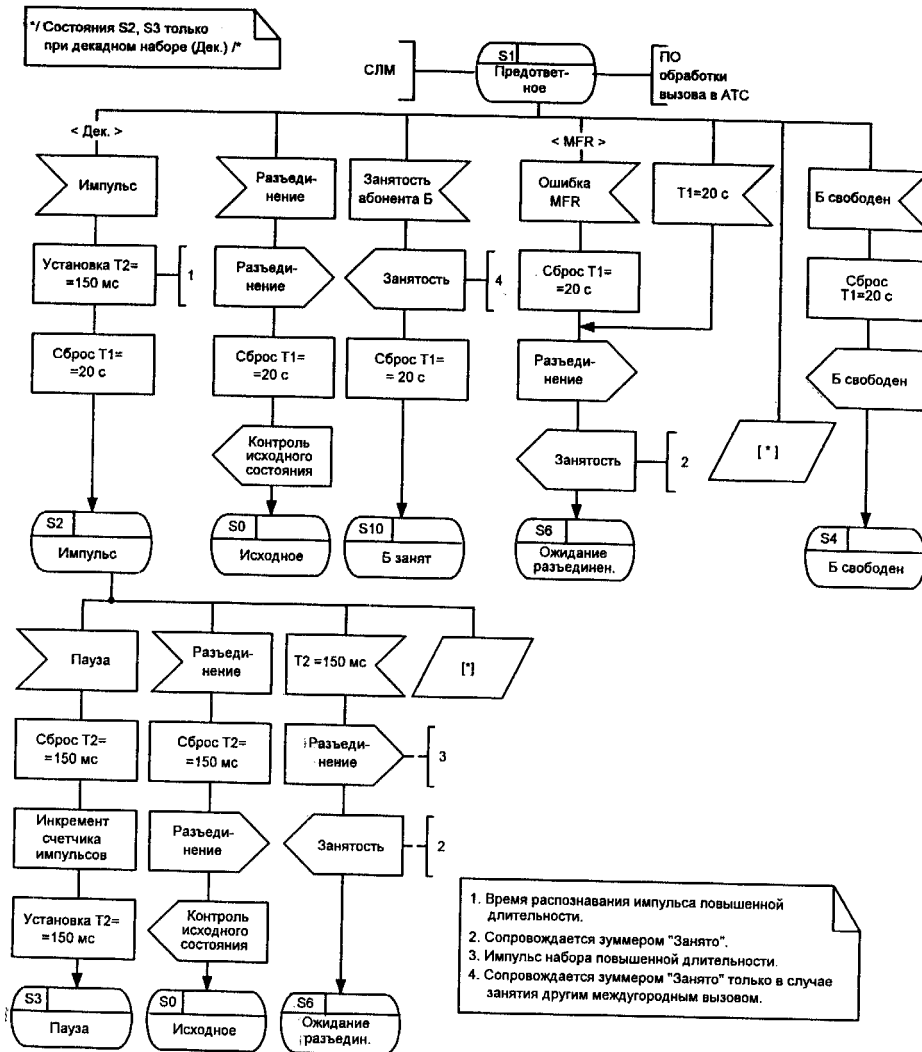 */ Состояния S2, S3 только
при декадном наборе (Дек.) /*
СЛМ
S1
Предответ-
ное
ПО
обработки
вызова в АТС
< Дек. >
< MFR >
Импульс
Разъеди-
нение
Занятость
абонента Б
Ошибка
MFR
T1=20 с
Б свободен
Установка T2=
=150 мс
1
Разъеди-
нение
Занятость
4
Сброс T1=
=20 с
Сброс
T1=20 с
Сброс T1=
=20 с
Сброс T1=
=20 с
Сброс T1=
= 20 с
Разъеди-
нение
Б свободен
Контроль
исходного
состояния
Занятость
2
[ * ]
S2
Импульс
S0
Исходное
S10
Б занят
S6
Ожидание
разъединен.
S4
Б свободен
Пауза
Разъеди-
нение
T2 =150 мс
[*]
Сброс T2=
=150 мс
Сброс T2=
=150 мс
Разъеди-
нение
3
Инкремент
счетчика
импульсов
Разъеди-
нение
Занятость
2
Установка T2=
=150 мс
Контроль
исходного
состояния
S3
Пауза
S0
Исходное
S6
Ожидание
разъедин.
1. Время распознавания импульса повышенной
длительности.
2. Сопровождается зуммером "Занято".
3. Импульс набора повышенной длительности.
4. Сопровождается зуммером "Занято" только в случае
занятия другим междугородным вызовом.